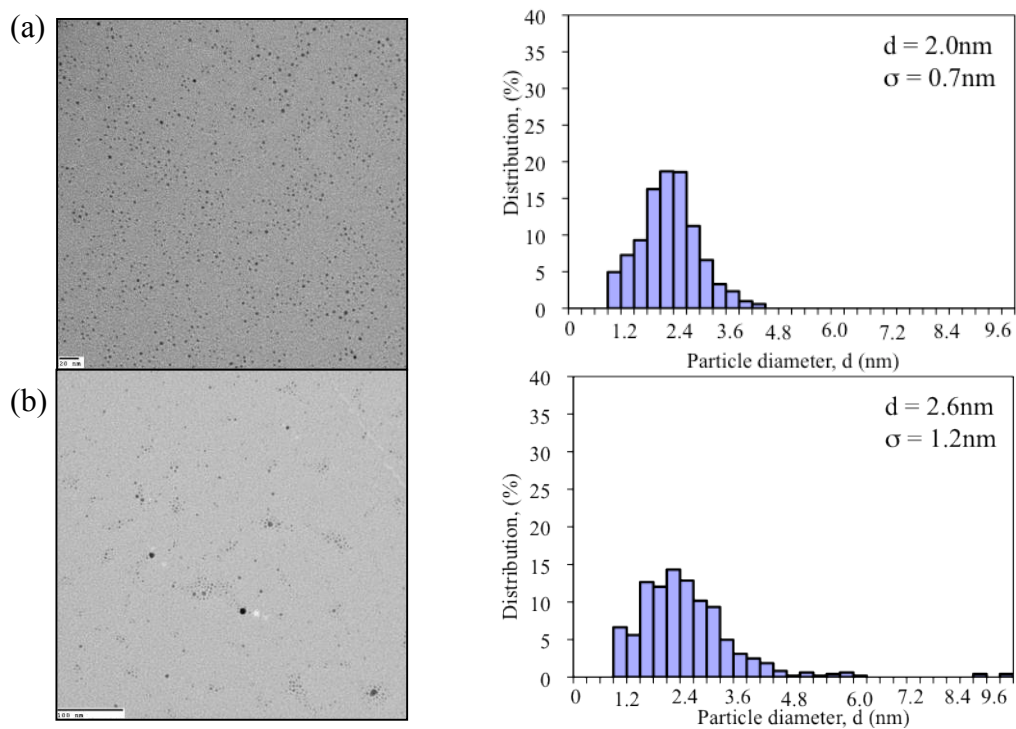 (a)
20 nm
40
35
30
25
20
15
10
5
0
Distribution, (%)
d = 2.0nm
σ = 0.7nm
0 1.2 2.4 3.6 4.8 6.0 7.2 8.4 9.6
Particle diameter, d (nm)
(b)
500 nm
40
35
30
25
20
15
10
5
0
Distribution, (%)
d = 2.6nm
σ = 1.2nm
0 1.2 2.4 3.6 4.8 6.0 7.2 8.4 9.6
Particle diameter, d (nm)